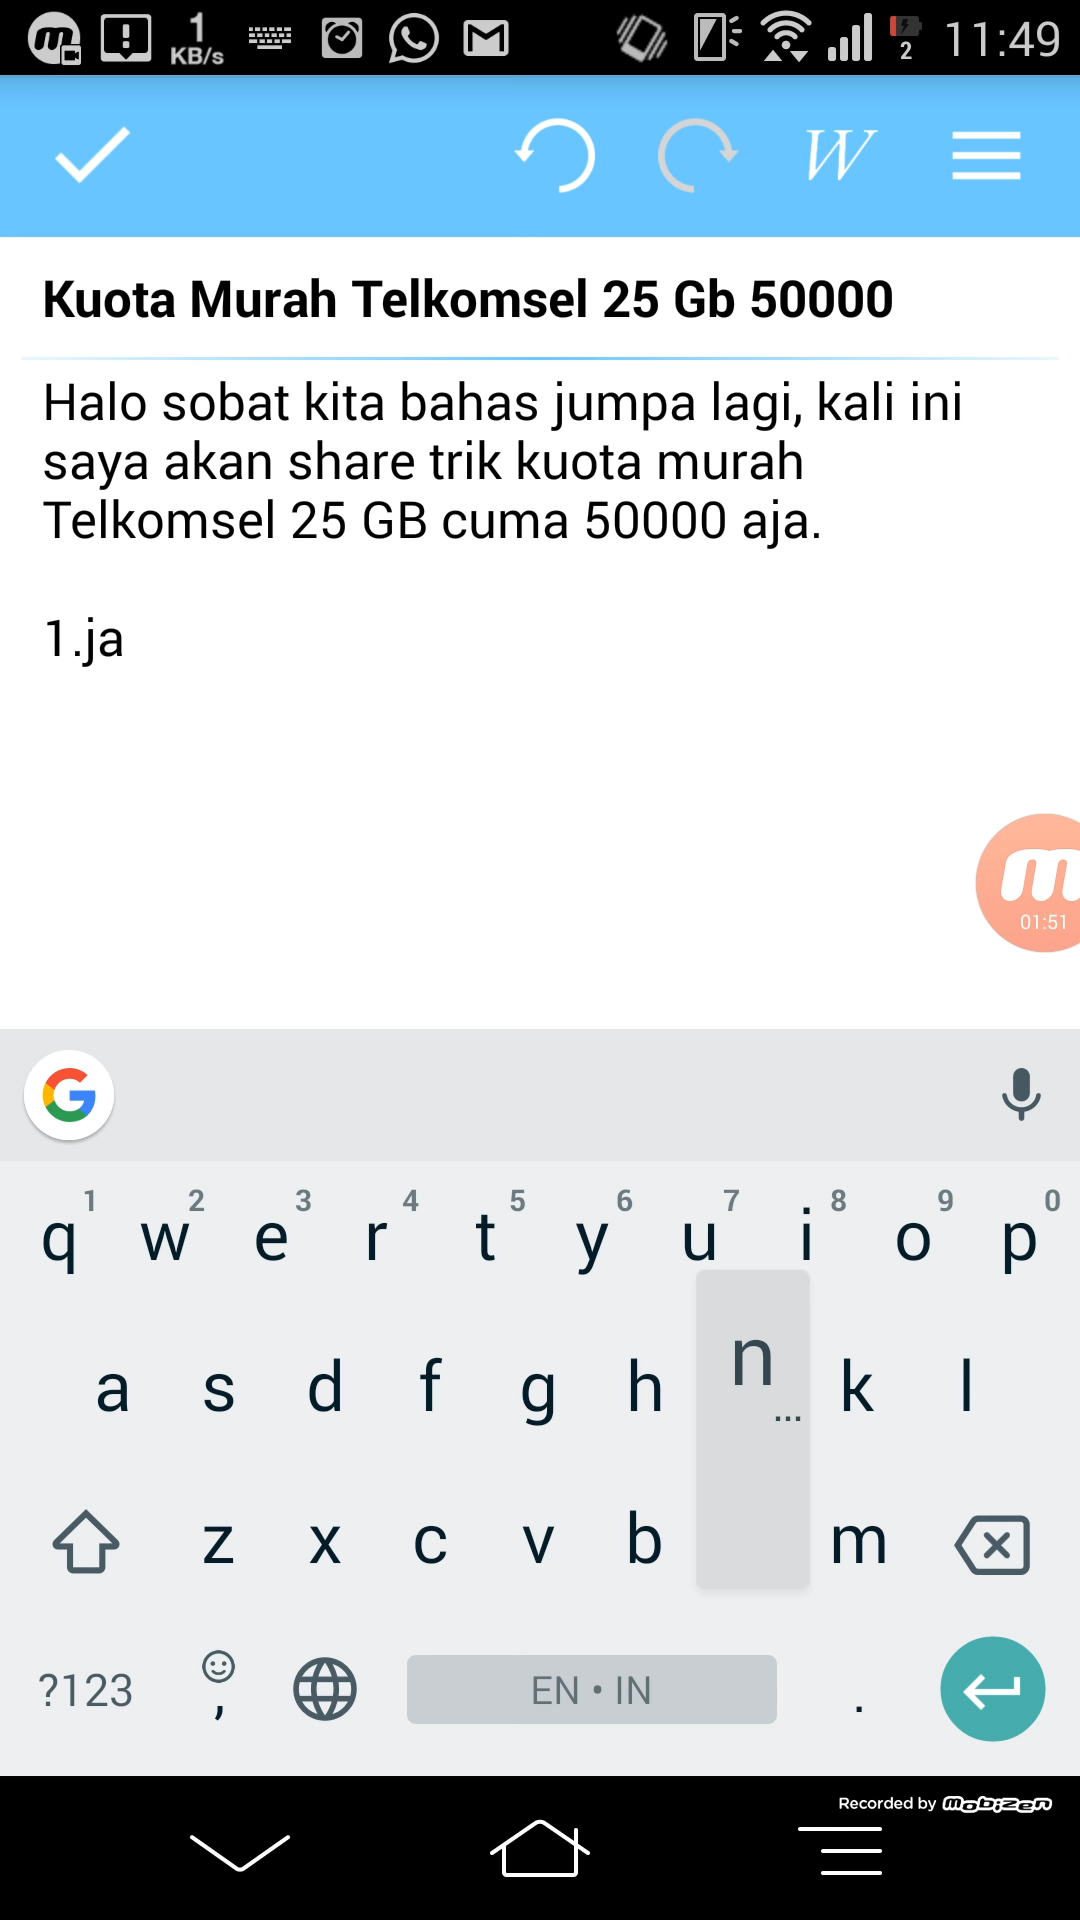 1
KB/s
2
11:49
W
Kuota Murah Telkomsel 25 Gb 50000
Halo sobat kita bahas jumpa lagi, kali ini
saya akan share trik kuota murah
Telkomsel 25 GB cuma 50000 aja.
1.ja
m
01:51
G
1 2 3 4 5 6 7 8 9 0
q w e r t y u i o p
a s d f g h n ... k l
z x c v b m
?123 , EN • IN .
Recorded by mobizen